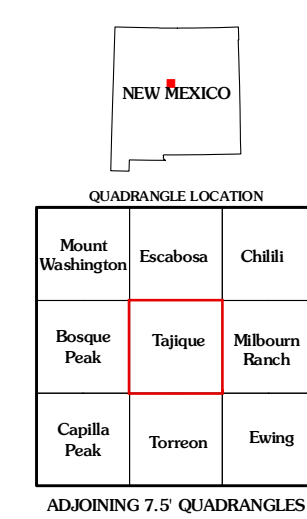 NEW MEXICO
QUADRANGLE LOCATION
Mount
Washington
Escabosa
Chilili
Bosque
Peak
Tajique
Milbourn
Ranch
Capilla
Peak
Torreon
Ewing
ADJOINING 7.5' QUADRANGLES